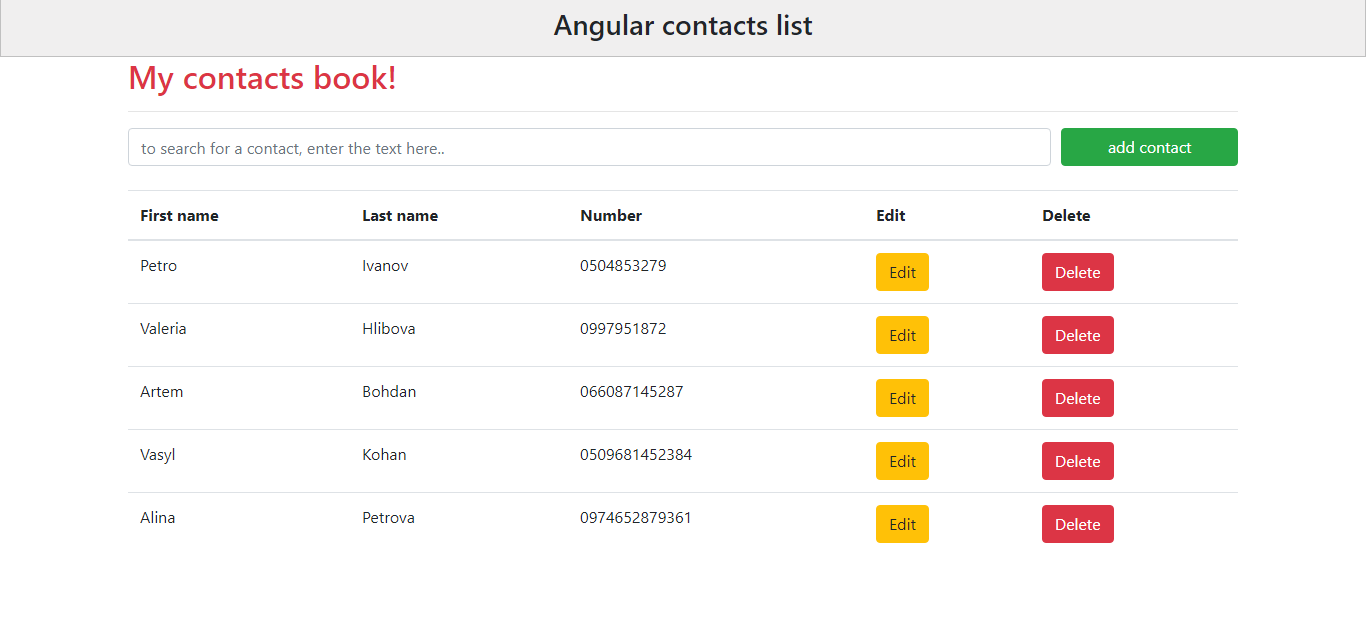 Angular contacts list
My contacts book!
to search for a contact, enter the text here.. add contact
First name Last name Number Edit Delete
Petro Ivanov 0504853279 Edit Delete
Valeria Hlibova 0997951872 Edit Delete
Artem Bohdan 066087145287 Edit Delete
Vasyl Kohan 0509681452384 Edit Delete
Alina Petrova 0974652879361 Edit Delete